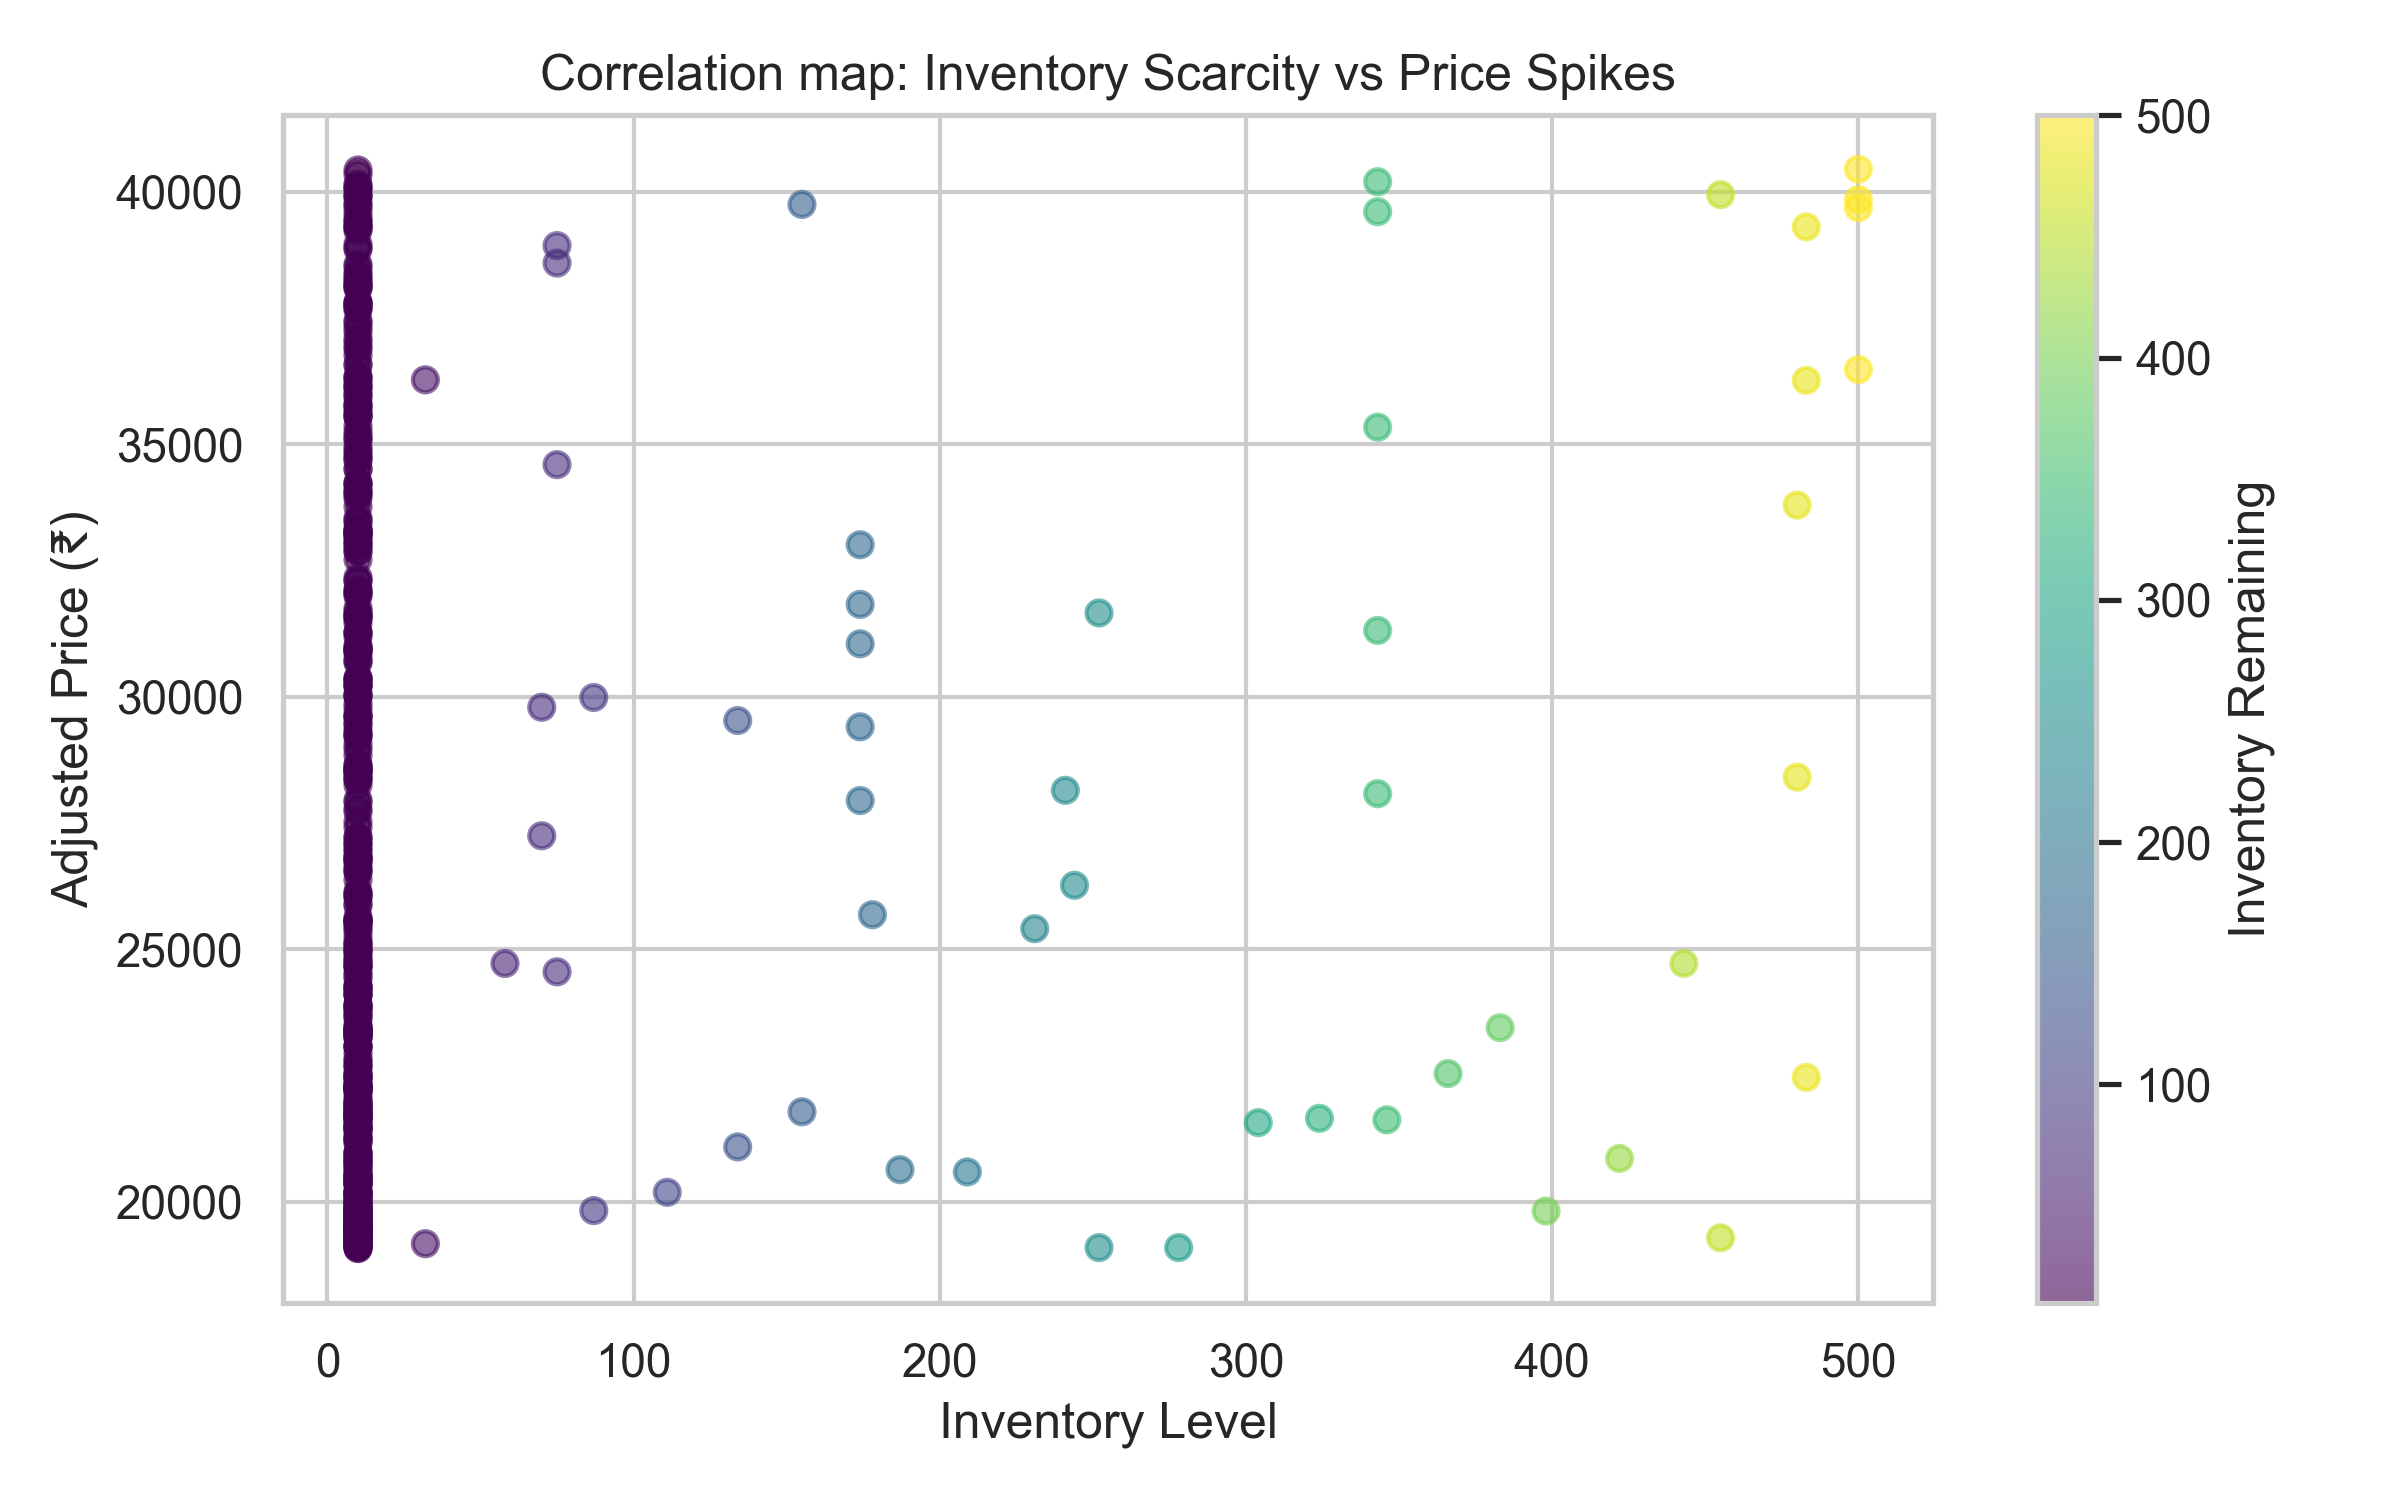 Correlation map: Inventory Scarcity vs Price Spikes
40000
35000
30000
25000
20000
Adjusted Price (₹)
0 100 200 300 400 500
Inventory Level
500
400
300
200
100
Inventory Remaining